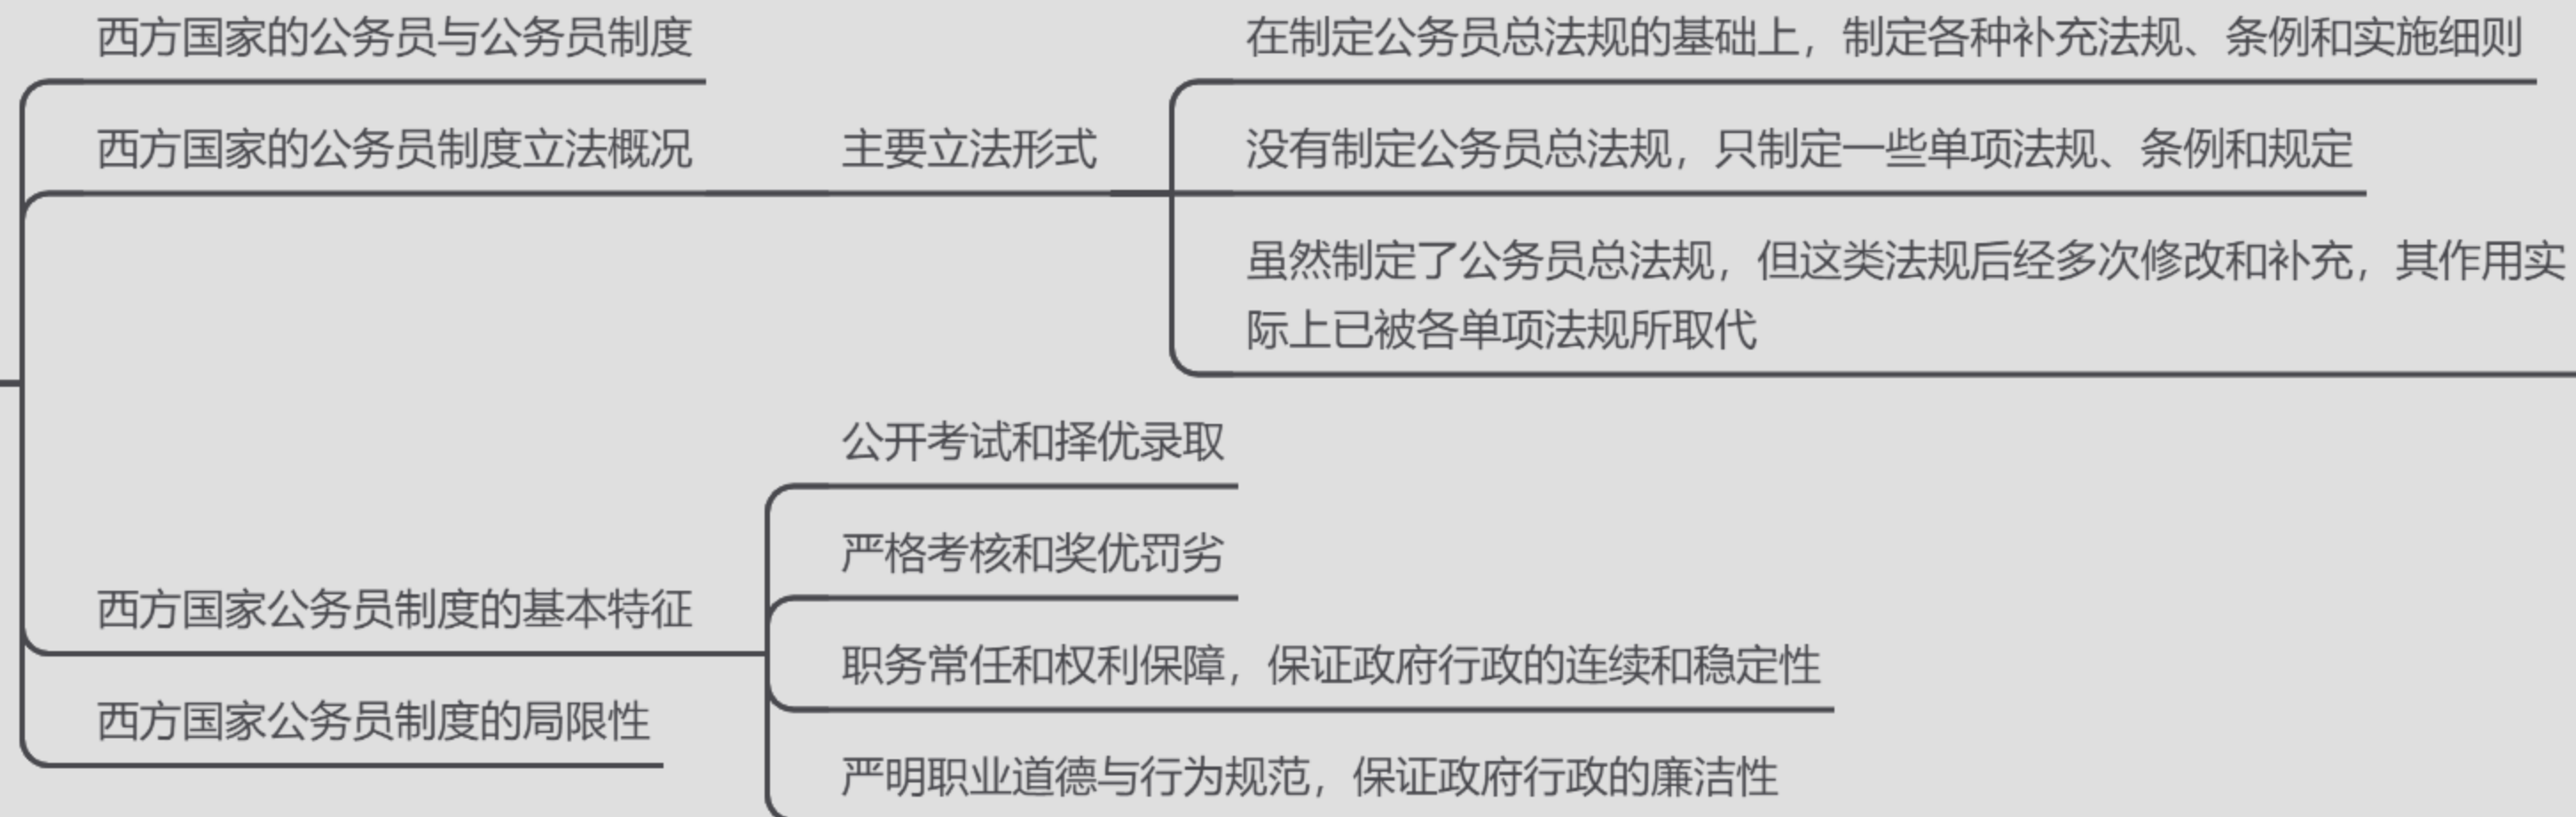 西方国家的公务员与公务员制度
西方国家的公务员制度立法概况
主要立法形式
在制定公务员总法规的基础上，制定各种补充法规、条例和实施细则
没有制定公务员总法规，只制定一些单项法规、条例和规定
虽然制定了公务员总法规，但这类法规后经多次修改和补充，其作用实
际上已被各单项法规所取代
西方国家公务员制度的基本特征
公开考试和择优录取
严格考核和奖优罚劣
职务常任和权利保障，保证政府行政的连续和稳定性
严明职业道德与行为规范，保证政府行政的廉洁性
西方国家公务员制度的局限性